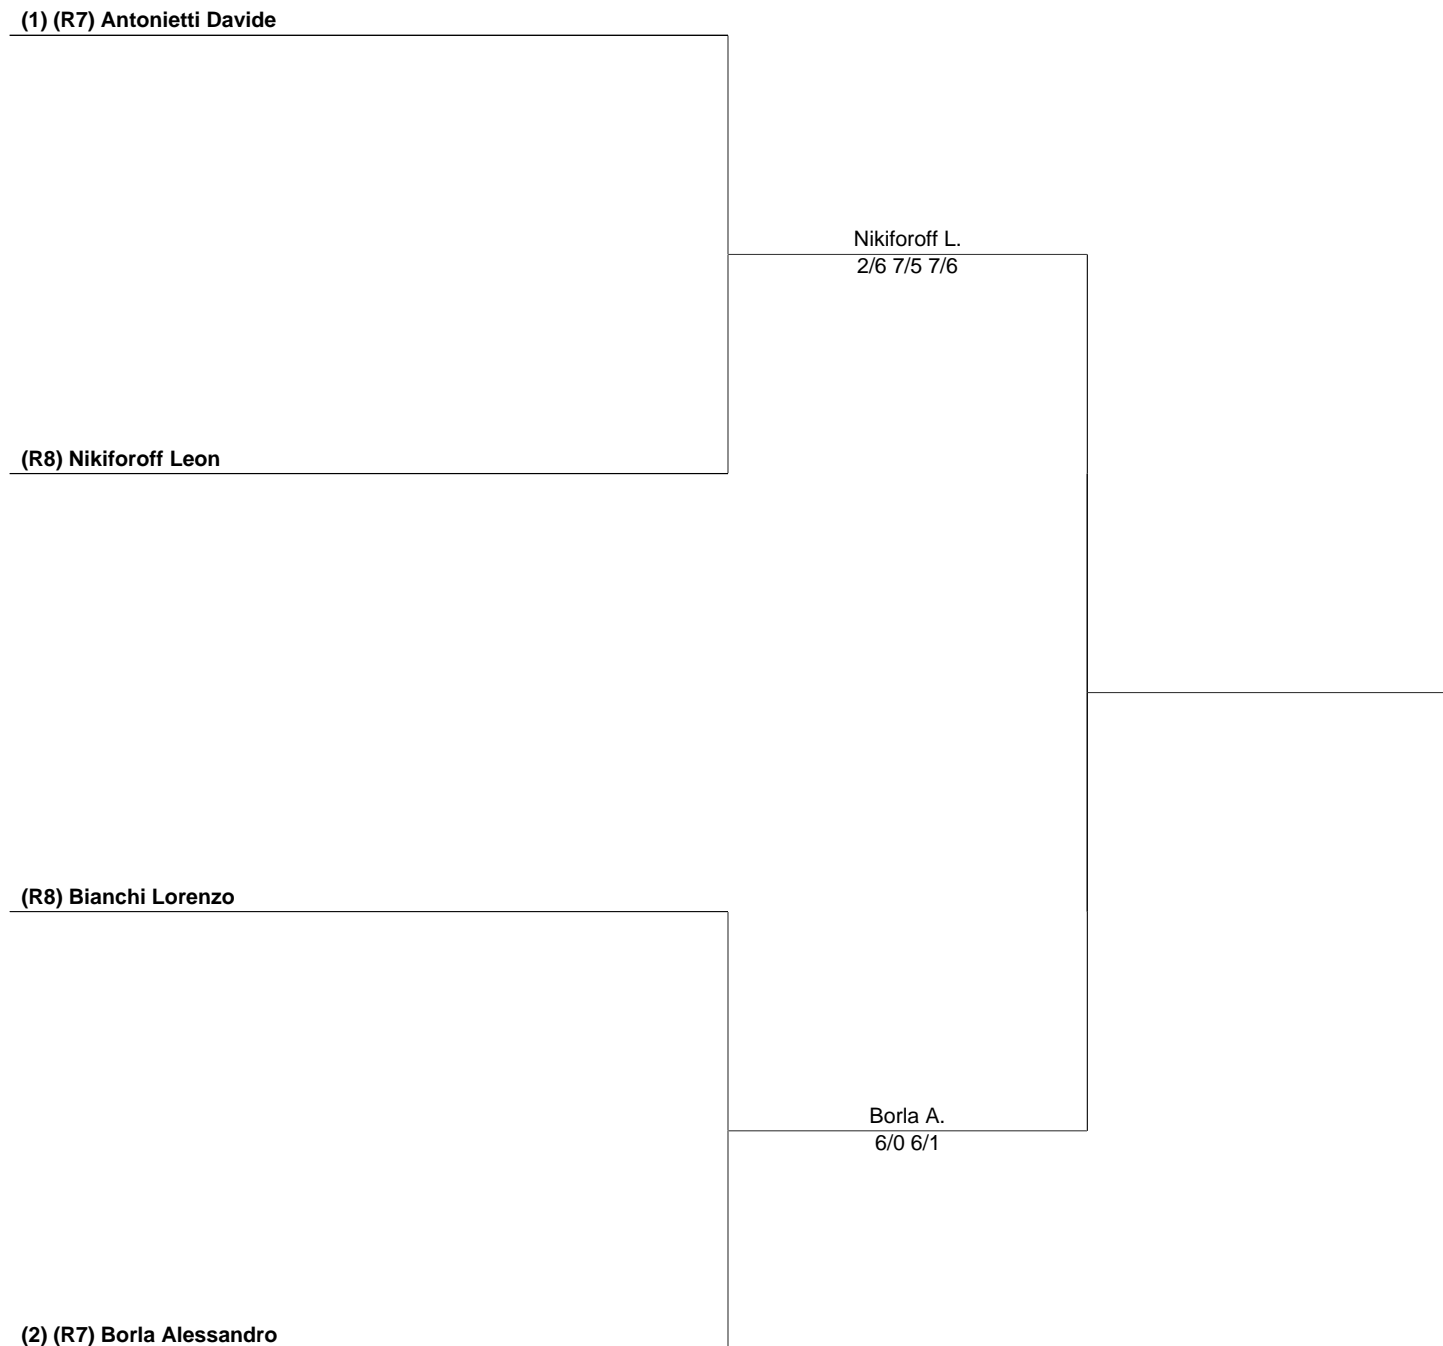 (1) (R7) Antonietti Davide
Nikiforoff L.
2/6 7/5 7/6
(R8) Nikiforoff Leon
(R8) Bianchi Lorenzo
Borla A.
6/0 6/1
(2) (R7) Borla Alessandro